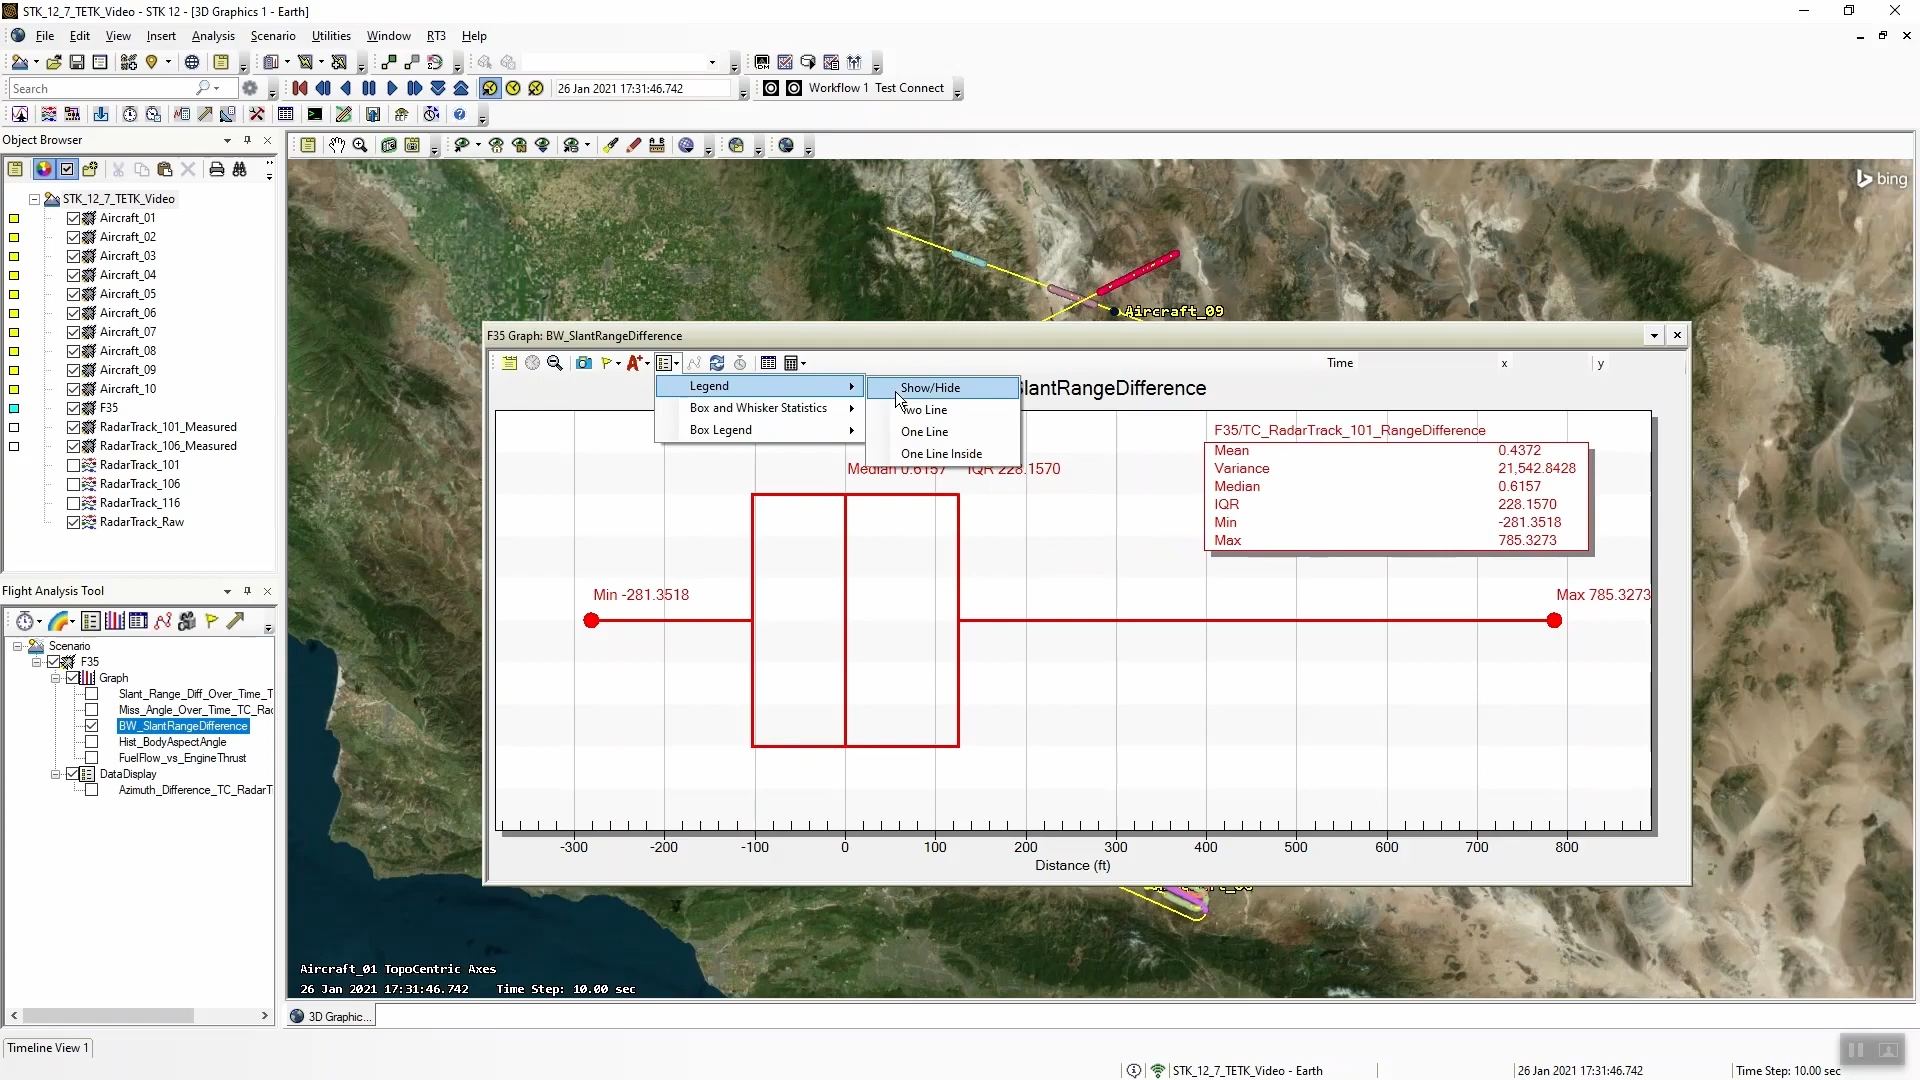 STK_12_7_TETK_Video - STK 12 - [3D Graphics 1 - Earth]
File Edit View Insert Analysis Scenario Utilities Window RT3 Help
Search
26 Jan 2021 17:31:46.742
Workflow 1 Test Connect
Object Browser
STK_12_7_TETK_Video
Aircraft_01
Aircraft_02
Aircraft_03
Aircraft_04
Aircraft_05
Aircraft_06
Aircraft_07
Aircraft_08
Aircraft_09
Aircraft_10
F35
RadarTrack_101_Measured
RadarTrack_106_Measured
RadarTrack_101
RadarTrack_106
RadarTrack_116
RadarTrack_Raw
Flight Analysis Tool
Scenario
F35
Graph
Slant_Range_Diff_Over_Time_T
Miss_Angle_Over_Time_TC_Rad
BW_SlantRangeDifference
Hist_BodyAspectAngle
FuelFlow_vs_EngineThrust
DataDisplay
Azimuth_Difference_TC_RadarT
bing
Aircraft_09
F35 Graph: BW_SlantRangeDifference
Time x y
Legend
Box and Whisker Statistics
Box Legend
Show/Hide
Two Line
One Line
One Line Inside
SlantRangeDifference
F35/TC_RadarTrack_101_RangeDifference
Mean 0.4372
Variance 21,542.8428
Median 0.6157
IQR 228.1570
Min -281.3518
Max 785.3273
Median 0.6157 IQR 228.1570
Min -281.3518
Max 785.3273
-300 -200 -100 0 100 200 300 400 500 600 700 800
Distance (ft)
Aircraft_01 TopoCentric Axes
26 Jan 2021 17:31:46.742 Time Step: 10.00 sec
3D Graphic...
Timeline View 1
STK_12_7_TETK_Video - Earth
26 Jan 2021 17:31:46.742
Time Step: 10.00 sec